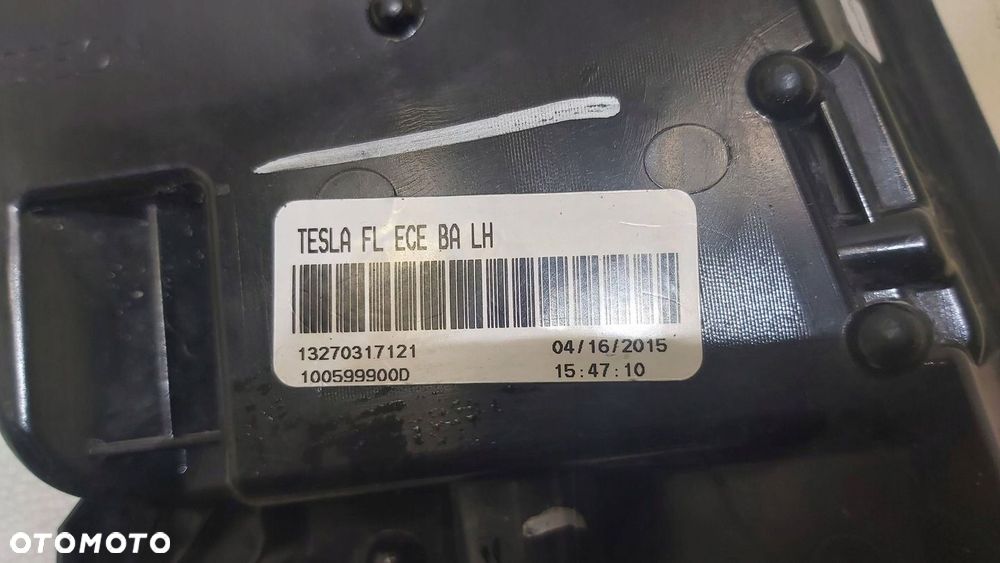 TESLA FL ECE BA LH
13270317121 04/16/2015
100599900D 15:47:10
OTOMOTO